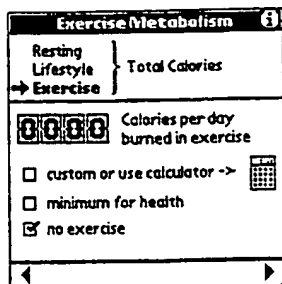 Exercise Metabolism i
Resting
Lifestyle
Exercise
Total Calories
0000 Calories per day
burned in exercise
custom or use calculator ->
minimum for health
no exercise